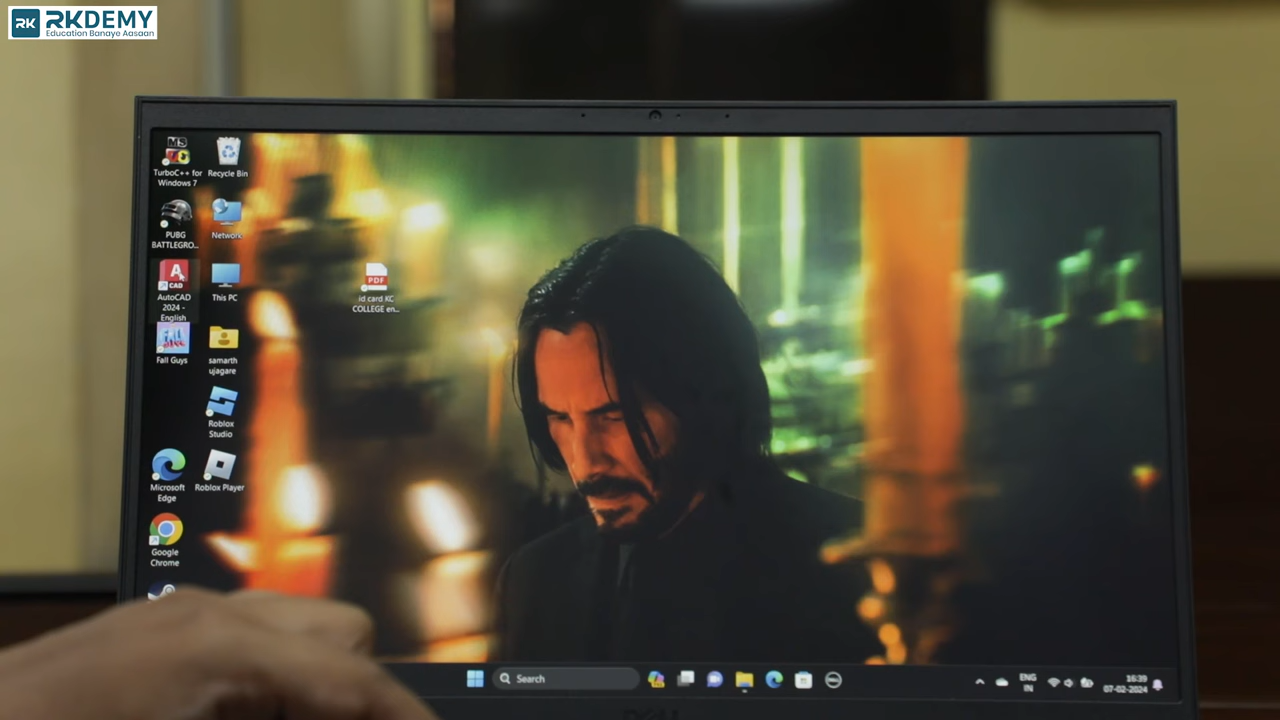 RK RKDEMY
Education Banaye Aasaan
TurboC++ for
Windows 7
Recycle Bin
PUBG
BATTLEGRO...
Network
A CAD
AutoCAD
2024 -
English
This PC
PDF
id card KC
COLLEGE en...
FALL
Fall Guys
samarth
ujagare
Roblox
Studio
Microsoft
Edge
Roblox Player
Google
Chrome
Search
ENG
IN
16:39
07-02-2024